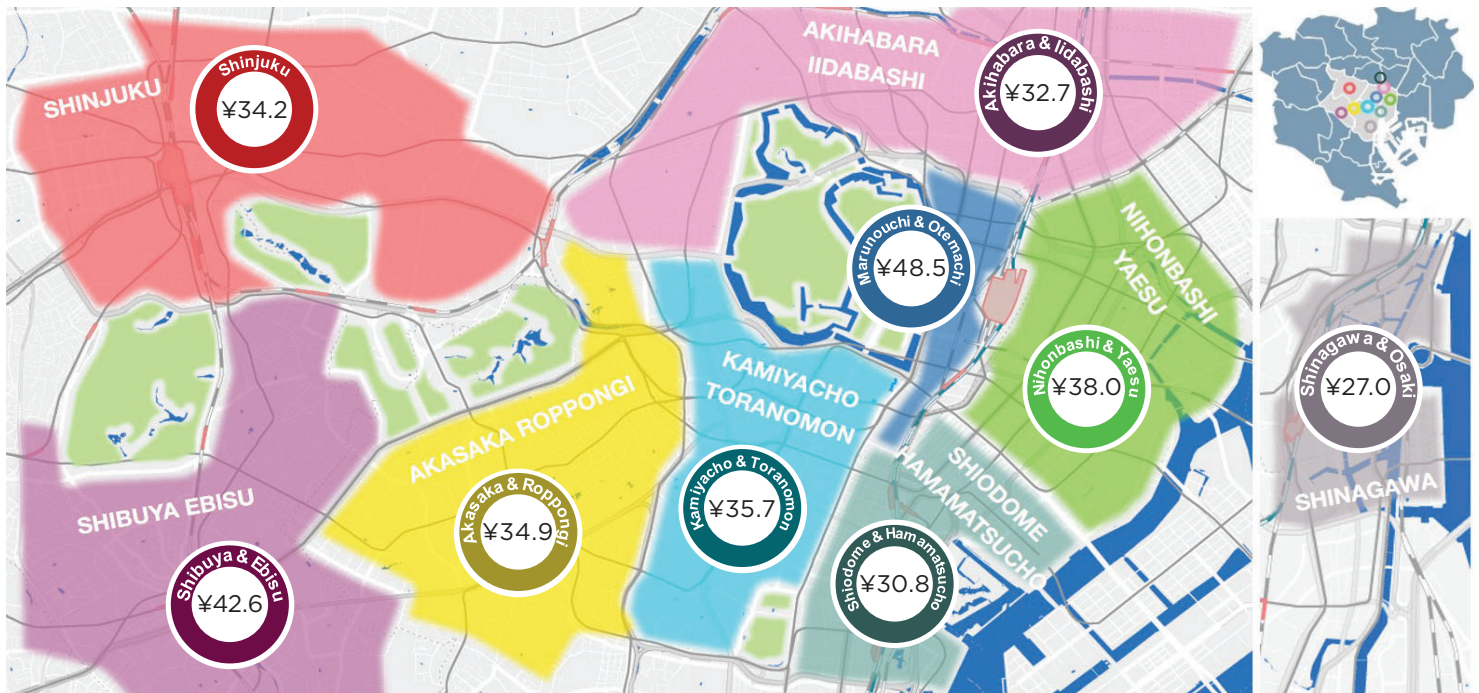 SHINJUKU
Shinjuku
¥34.2
AKIHABARA
IIDABASHI
Akihabara & Iidabashi
¥32.7
Marunouchi & Otemachi
¥48.5
NIHONBASHI
YAESU
Nihonbashi & Yaesu
¥38.0
KAMIYACHO
TORANOMON
Kamiyacho & Toranomon
¥35.7
AKASAKA ROPPONGI
Akasaka & Roppongi
¥34.9
SHIBUYA EBISU
Shibuya & Ebisu
¥42.6
SHIODOME
HAMAMATSUCHO
Shiodome & Hamamatsucho
¥30.8
Shinagawa & Osaki
¥27.0
SHINAGAWA